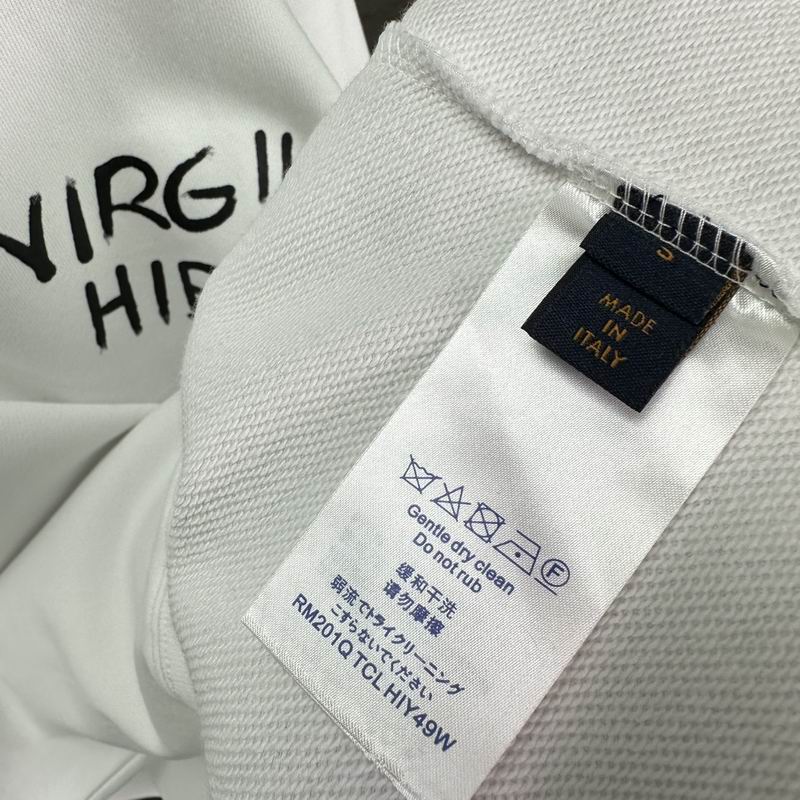 VIRGIL
HIP
S
MADE
IN
ITALY
F
Gentle dry clean
Do not rub
缓和干洗
请勿摩擦
弱流でトライクリーニング
こすらないでください
RM201Q TCL HIY49W